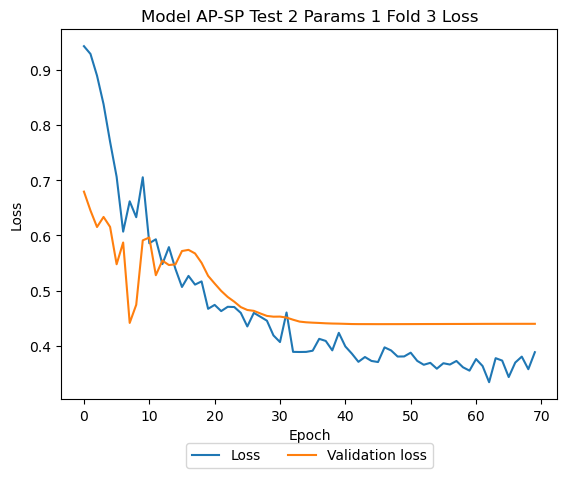 Model AP-SP Test 2 Params 1 Fold 3 Loss
0.9
0.8
0.7
0.6
0.5
0.4
Loss
0 10 20 30 40 50 60 70
Epoch
Loss Validation loss